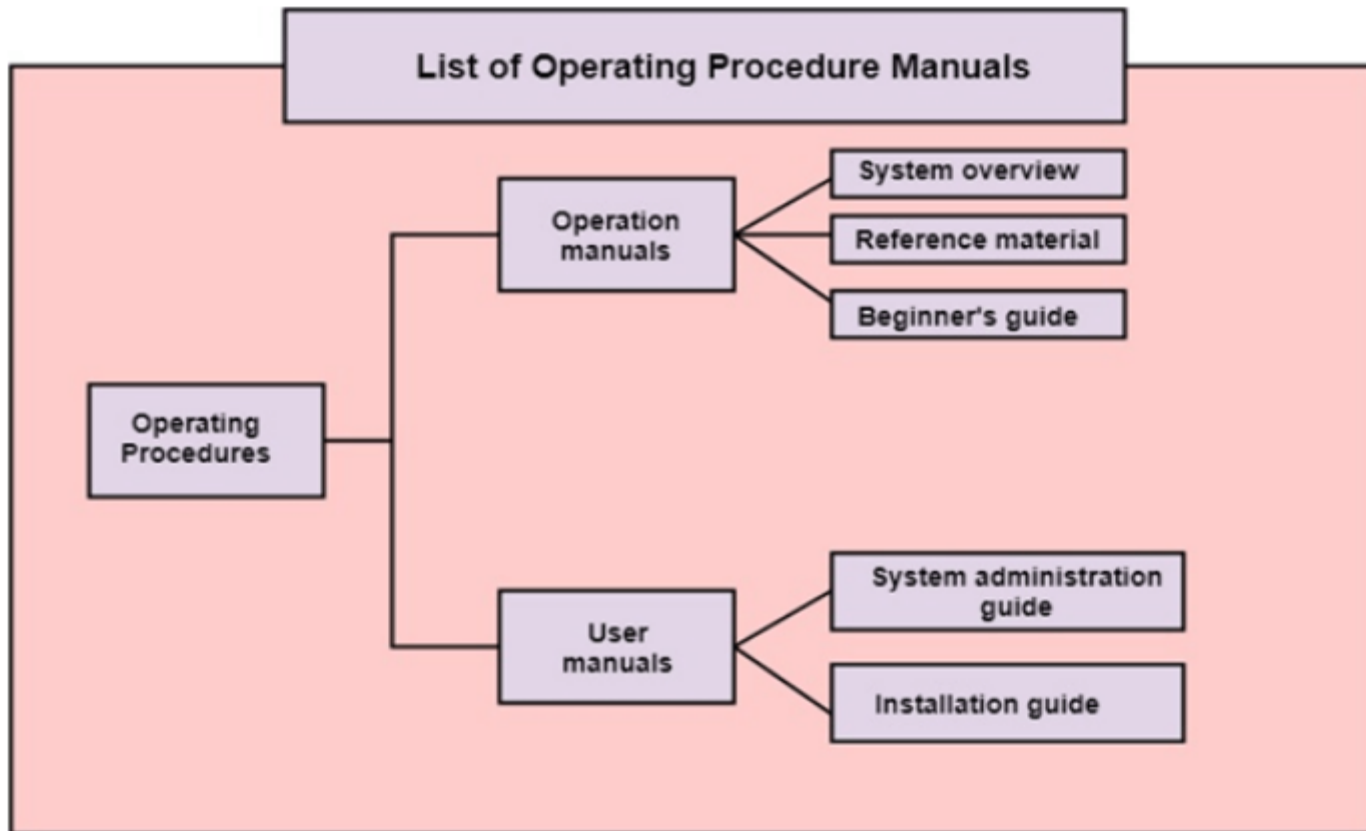 List of Operating Procedure Manuals
System overview
Operation
manuals
Reference material
Beginner's guide
Operating
Procedures
System administration
guide
User
manuals
Installation guide